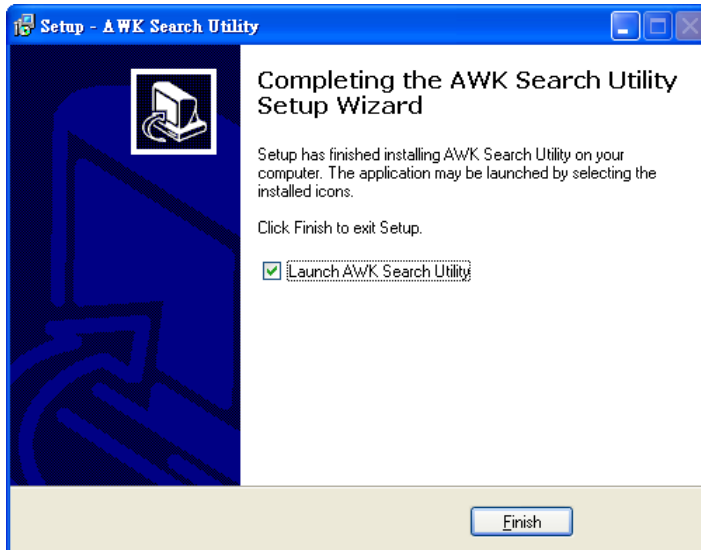 Setup - AWK Search Utility
Completing the AWK Search Utility
Setup Wizard
Setup has finished installing AWK Search Utility on your
computer. The application may be launched by selecting the
installed icons.
Click Finish to exit Setup.
Launch AWK Search Utility
Finish